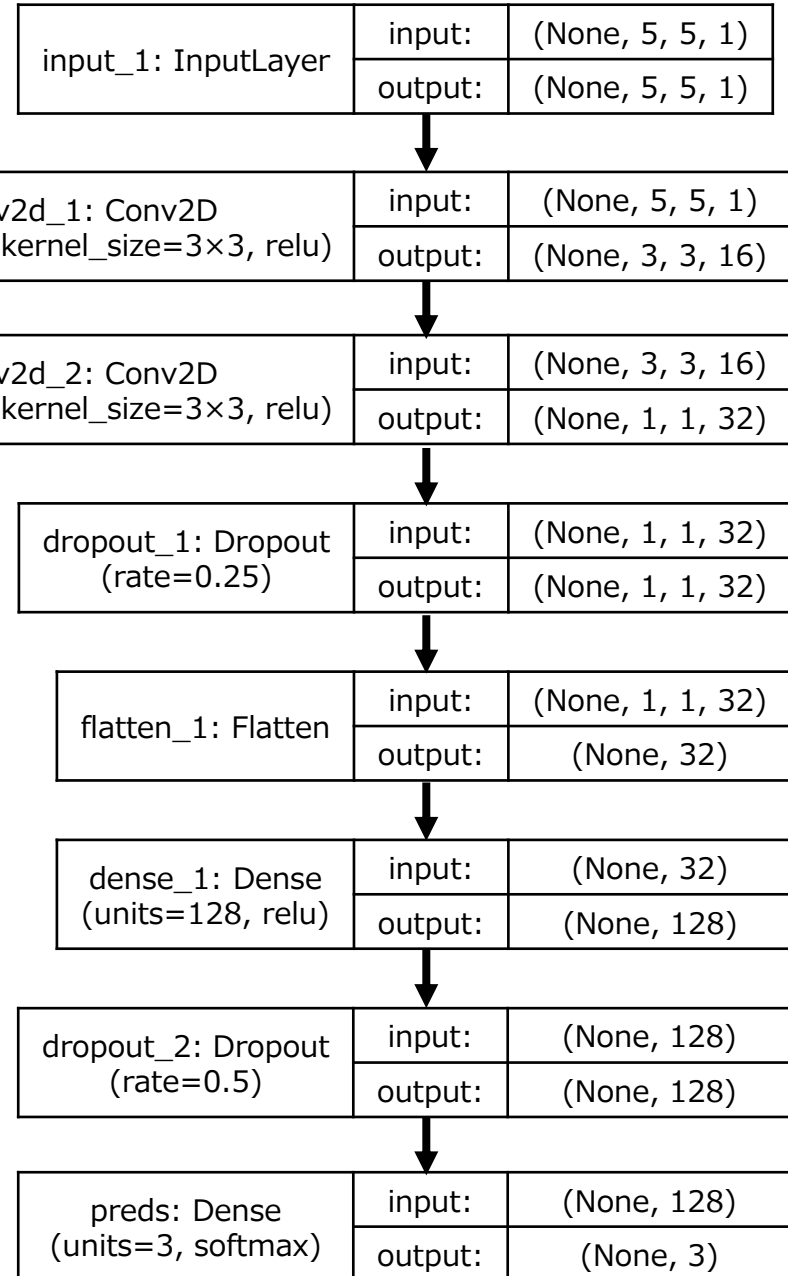 input_1: InputLayer
input: (None, 5, 5, 1)
output: (None, 5, 5, 1)
v2d_1: Conv2D
kernel_size=3×3, relu)
input: (None, 5, 5, 1)
output: (None, 3, 3, 16)
v2d_2: Conv2D
kernel_size=3×3, relu)
input: (None, 3, 3, 16)
output: (None, 1, 1, 32)
dropout_1: Dropout
(rate=0.25)
input: (None, 1, 1, 32)
output: (None, 1, 1, 32)
flatten_1: Flatten
input: (None, 1, 1, 32)
output: (None, 32)
dense_1: Dense
(units=128, relu)
input: (None, 32)
output: (None, 128)
dropout_2: Dropout
(rate=0.5)
input: (None, 128)
output: (None, 128)
preds: Dense
(units=3, softmax)
input: (None, 128)
output: (None, 3)